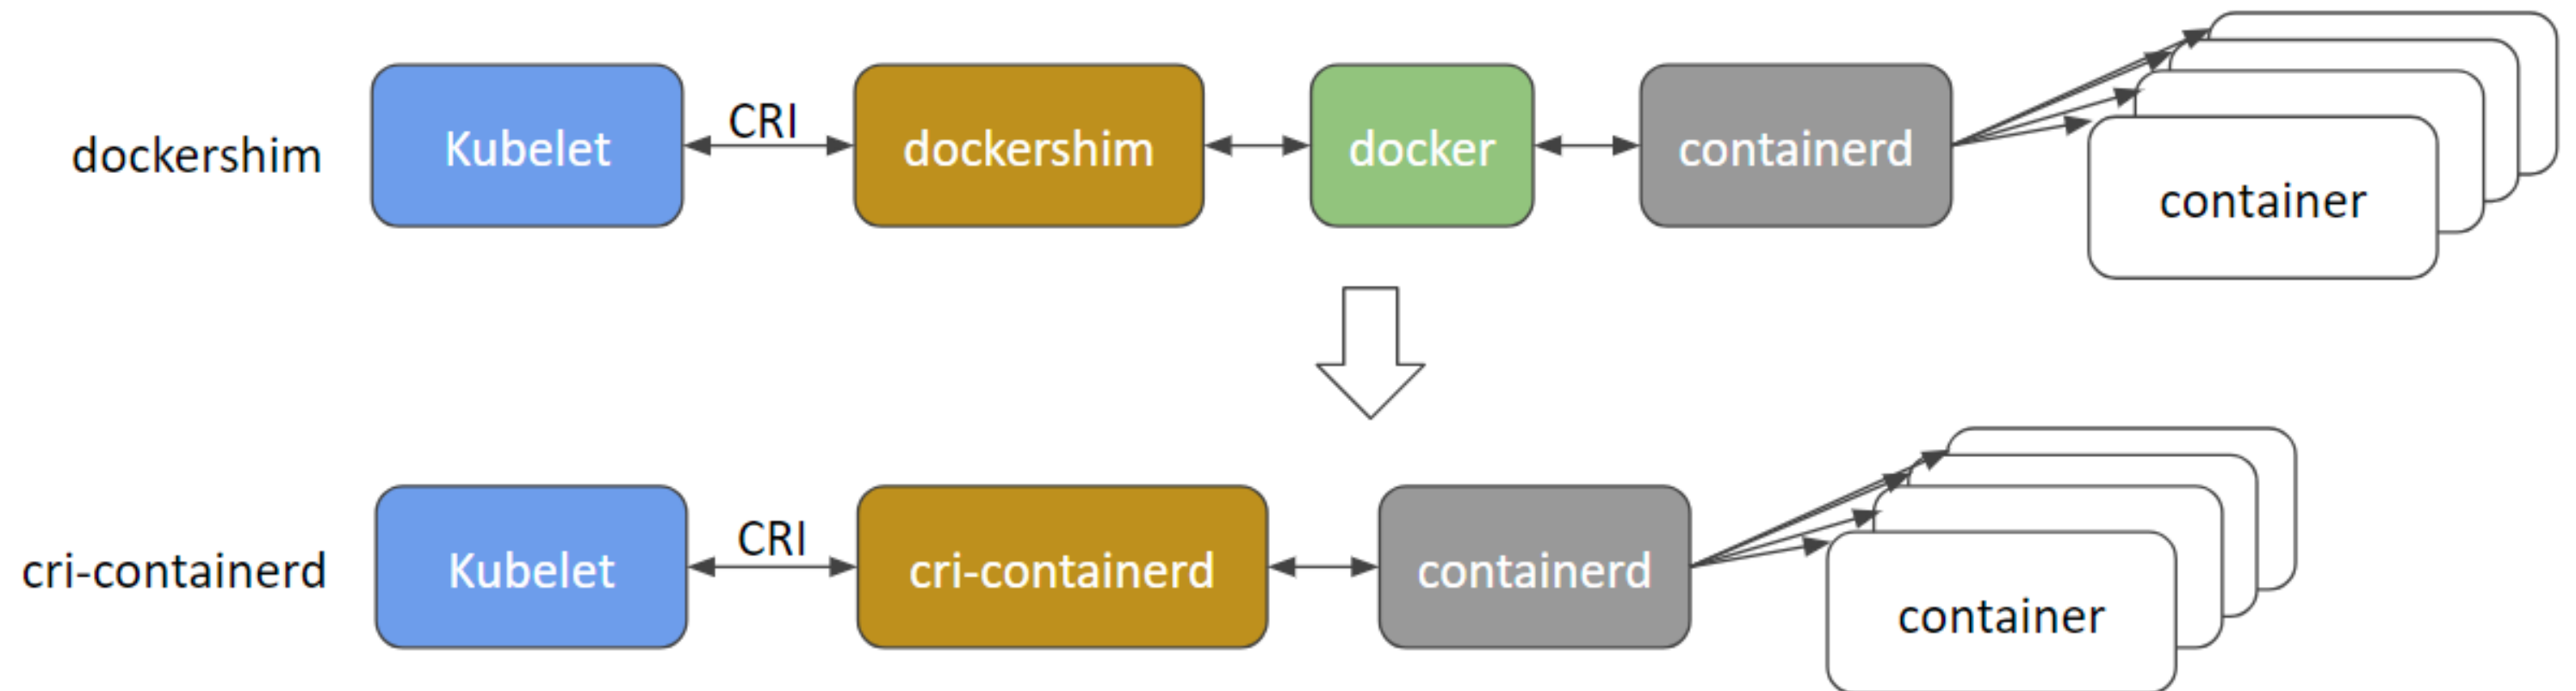 dockershim
Kubelet
CRI
dockershim
docker
containerd
container
cri-containerd
Kubelet
CRI
cri-containerd
containerd
container